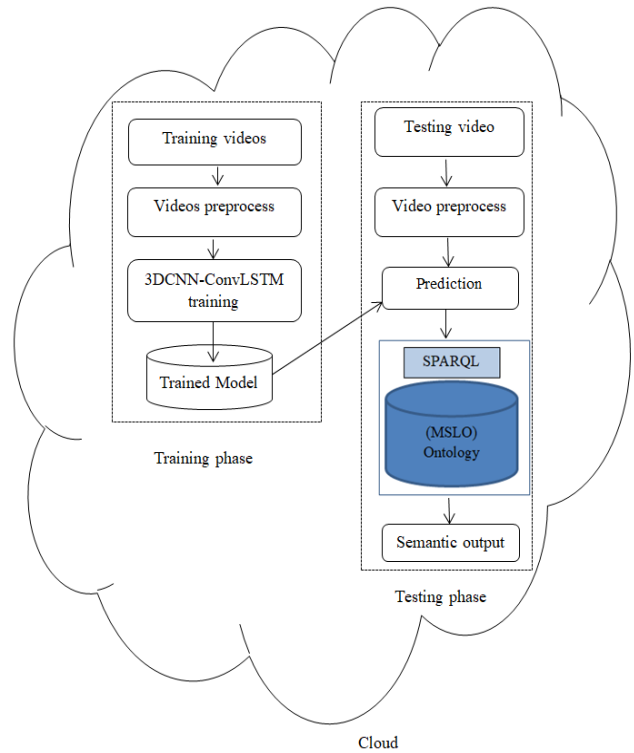 Training videos
Videos preprocess
3DCNN-ConvLSTM
training
Trained Model
Training phase
Testing video
Video preprocess
Prediction
SPARQL
(MSLO)
Ontology
Semantic output
Testing phase
Cloud